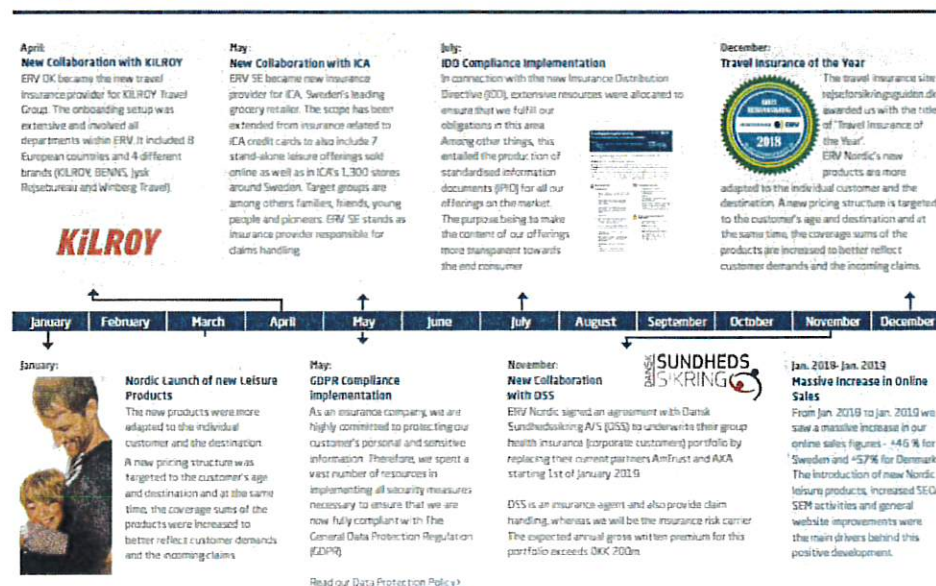 April:
New Collaboration with KILROY
ERV DK became the new travel
insurance provider for KILROY Travel
Group. The onboarding setup was
extensive and involved all
departments within ERV. It included 8
European countries and 4 different
brands (KILROY, BENNS, Jysk
Rejsebureau and Winberg Travel).
KiLROY
May:
New Collaboration with ICA
ERV SE became new insurance
provider for ICA, Sweden's leading
grocery retailer. The scope has been
extended from insurance related to
ICA credit cards to also include 7
stand-alone leisure offerings sold
online as well as in ICA's 1,300 stores
around Sweden. Target groups are
among others families, friends, young
people and pioneers. ERV SE stands as
insurance provider responsible for
claims handling
July:
IDD Compliance Implementation
In connection with the new Insurance Distribution
Directive (IDD), extensive resources were allocated to
ensure that we fulfill our
obligations in this area
Among other things, this
entailed the production of
standardised information
documents (IPID) for all our
offerings on the market.
The purpose being to make
the content of our offerings
more transparent towards
the end consumer
December:
Travel Insurance of the Year
The travel insurance site
rejseforsikringsguiden.dk
awarded us with the title
of 'Travel Insurance of
the Year'.
ERV Nordic's new
products are more
adapted to the individual customer and the
destination. A new pricing structure is targeted
to the customer's age and destination and at
the same time, the coverage sums of the
products are increased to better reflect
customer demands and the incoming claims.
ERV
2018
January February March April May June July August September October November December
January:
Nordic Launch of new Leisure
Products
The new products were more
adapted to the individual
customer and the destination
A new pricing structure was
targeted to the customer's age
and destination and at the same
time, the coverage sums of the
products were increased to
better reflect customer demands
and the incoming claims
May:
GDPR Compliance
Implementation
As an insurance company, we are
highly committed to protecting our
customer's personal and sensitive
information. Therefore, we spent a
vast number of resources in
implementing all security measures
necessary to ensure that we are
now fully compliant with The
General Data Protection Regulation
(GDPR)
Read our Data Protection Policy>
November:
New Collaboration
with DSS
DANSK
SUNDHEDS
SIKRING
ERV Nordic signed an agreement with Dansk
Sundhedssikring A/S (DSS) to underwrite their group
health insurance (corporate customers) portfolio by
replacing their current partners AmTrust and AXA
starting 1st of January 2019
DSS is an insurance agent and also provide claim
handling, whereas we will be the insurance risk carrier
The expected annual gross written premium for this
portfolio exceeds DKK 200m.
Jan. 2018- Jan. 2019
Massive Increase in Online
Sales
From Jan. 2018 to Jan. 2019 we
saw a massive increase in our
online sales figures - +46 % for
Sweden and +57% for Denmark
The introduction of new Nordic
leisure products, increased SEO/
SEM activities and general
website improvements were
the main drivers behind this
positive development